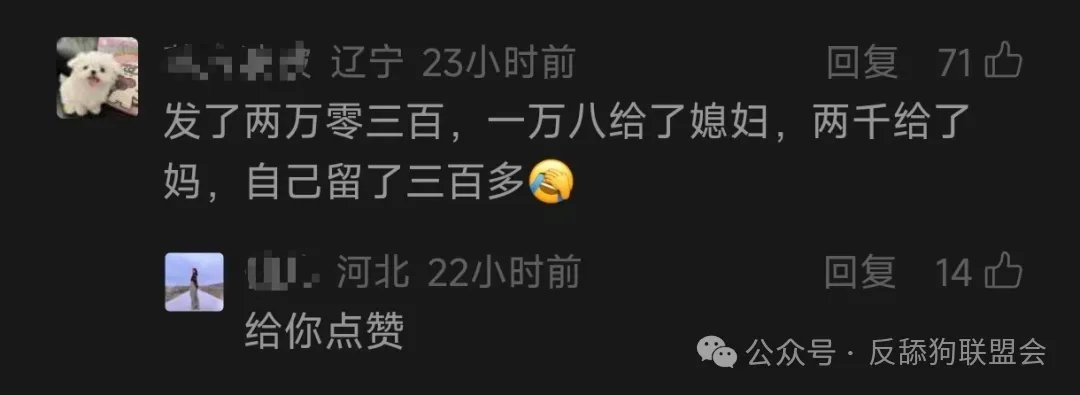 辽宁 23小时前 回复 71
发了两万零三百，一万八给了媳妇，两千给了
妈，自己留了三百多🤦
河北 22小时前 回复 14
给你点赞
公众号·反舔狗联盟会